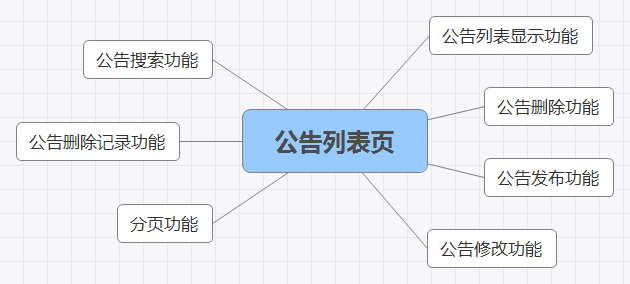 公告列表显示功能
公告搜索功能
公告删除功能
公告列表页
公告删除记录功能
公告发布功能
分页功能
公告修改功能